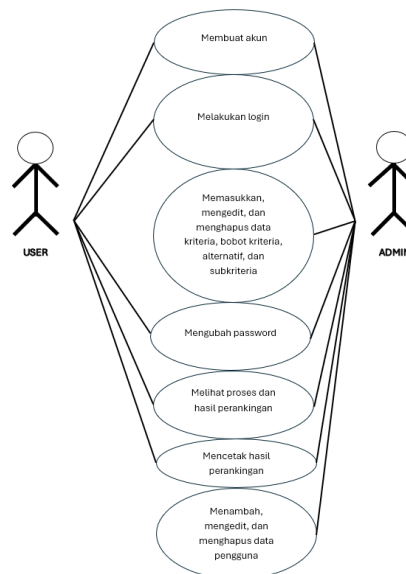 Membuat akun
Melakukan login
Memasukkan,
mengedit, dan
menghapus data
kriteria, bobot kriteria,
alternatif, dan
subkriteria
USER
ADMIN
Mengubah password
Melihat proses dan
hasil perankingan
Mencetak hasil
perankingan
Menambah,
mengedit, dan
menghapus data
pengguna